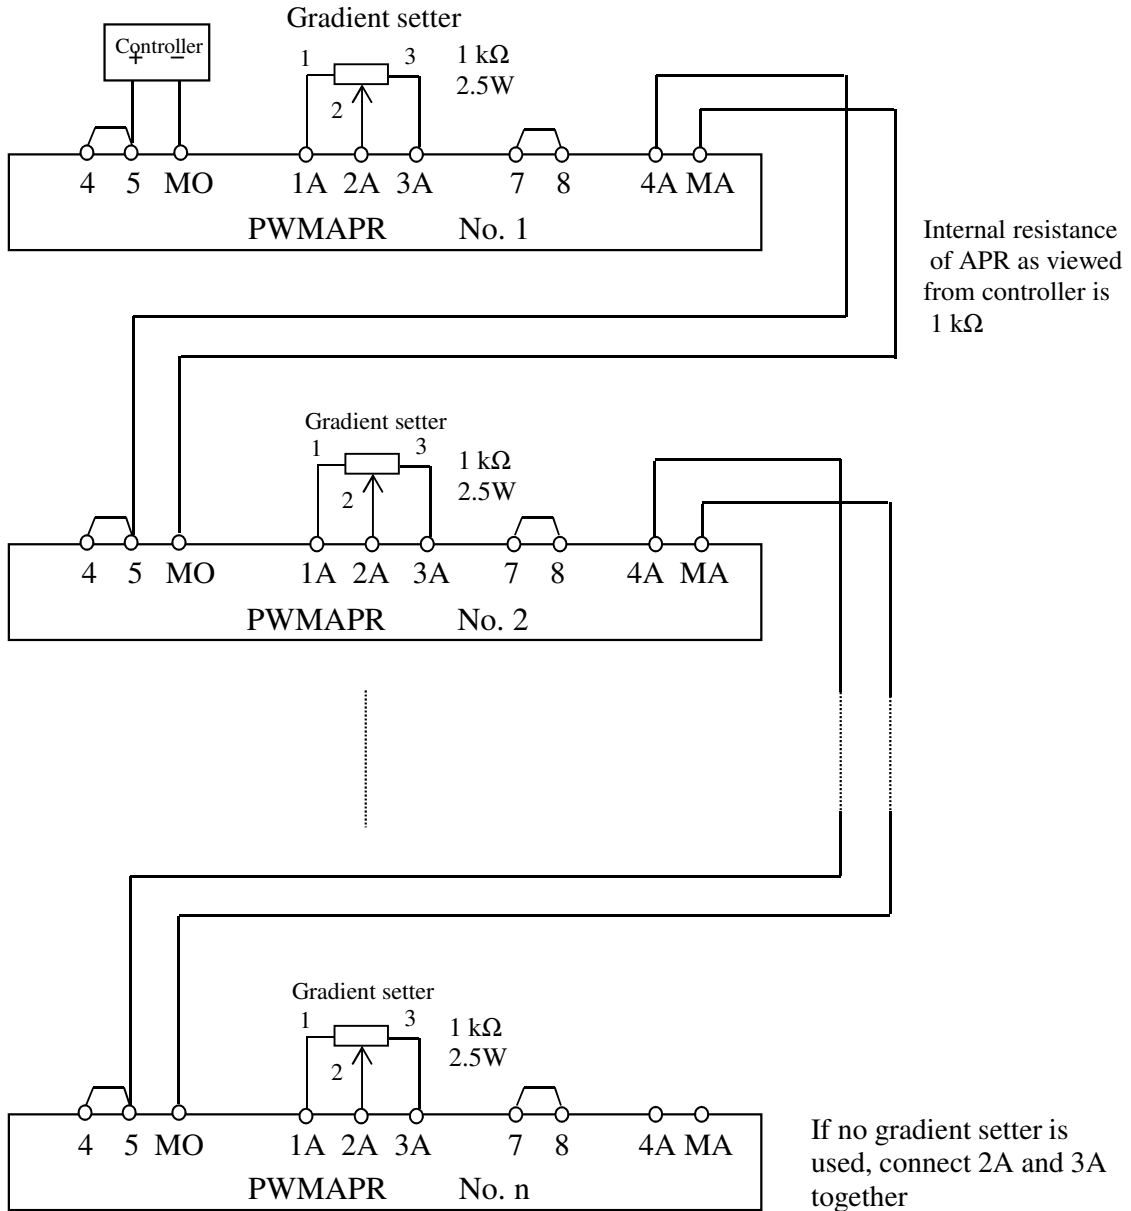 Gradient setter
Controller
+ −
1 3
1 kΩ
2.5W
2
4 5 MO 1A 2A 3A 7 8 4A MA
PWMAPR No. 1
Internal resistance
of APR as viewed
from controller is
1 kΩ
Gradient setter
1 3
1 kΩ
2.5W
2
4 5 MO 1A 2A 3A 7 8 4A MA
PWMAPR No. 2
Gradient setter
1 3
1 kΩ
2.5W
2
4 5 MO 1A 2A 3A 7 8 4A MA
PWMAPR No. n
If no gradient setter is
used, connect 2A and 3A
together